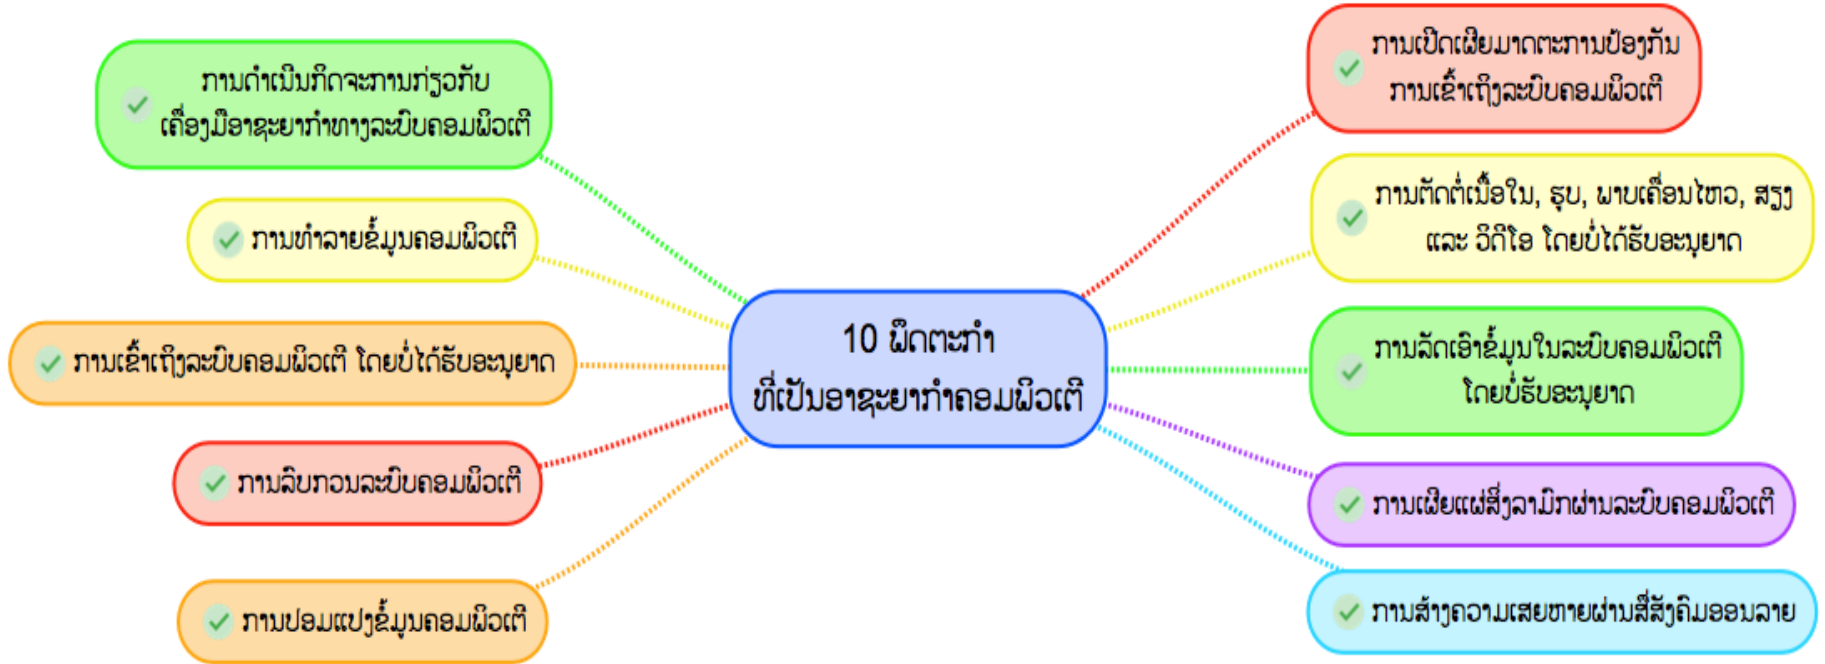 10 ພຶດຕະກຳ
ທີ່ເປັນອາຊະຍາກຳຄອມພິວເຕີ
ການເປີດເຜີຍມາດຕະການປ້ອງກັນ
ການເຂົ້າເຖິງລະບົບຄອມພິວເຕີ
ການຕັດຕໍ່ເນື້ອໃນ, ຮູບ, ພາບເຄື່ອນໄຫວ, ສຽງ
ແລະ ວິດີໂອ ໂດຍບໍ່ໄດ້ຮັບອະນຸຍາດ
ການລັດເອົາຂໍ້ມູນໃນລະບົບຄອມພິວເຕີ
ໂດຍບໍ່ຮັບອະນຸຍາດ
ການເຜີຍແຜ່ສິ່ງລາມົກຜ່ານລະບົບຄອມພິວເຕີ
ການສ້າງຄວາມເສຍຫາຍຜ່ານສື່ສັງຄົມອອນລາຍ
ການດຳເນີນກິດຈະການກ່ຽວກັບ
ເຄື່ອງມືອາຊະຍາກຳທາງລະບົບຄອມພິວເຕີ
ການທຳລາຍຂໍ້ມູນຄອມພິວເຕີ
ການເຂົ້າເຖິງລະບົບຄອມພິວເຕີ ໂດຍບໍ່ໄດ້ຮັບອະນຸຍາດ
ການລົບກວນລະບົບຄອມພິວເຕີ
ການປອມແປງຂໍ້ມູນຄອມພິວເຕີ